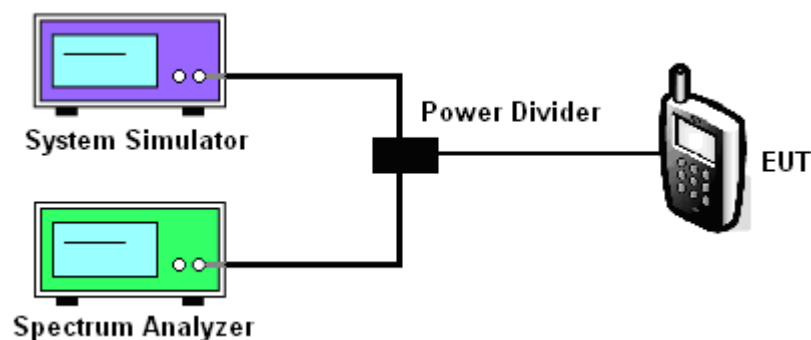 System Simulator
Power Divider
EUT
Spectrum Analyzer